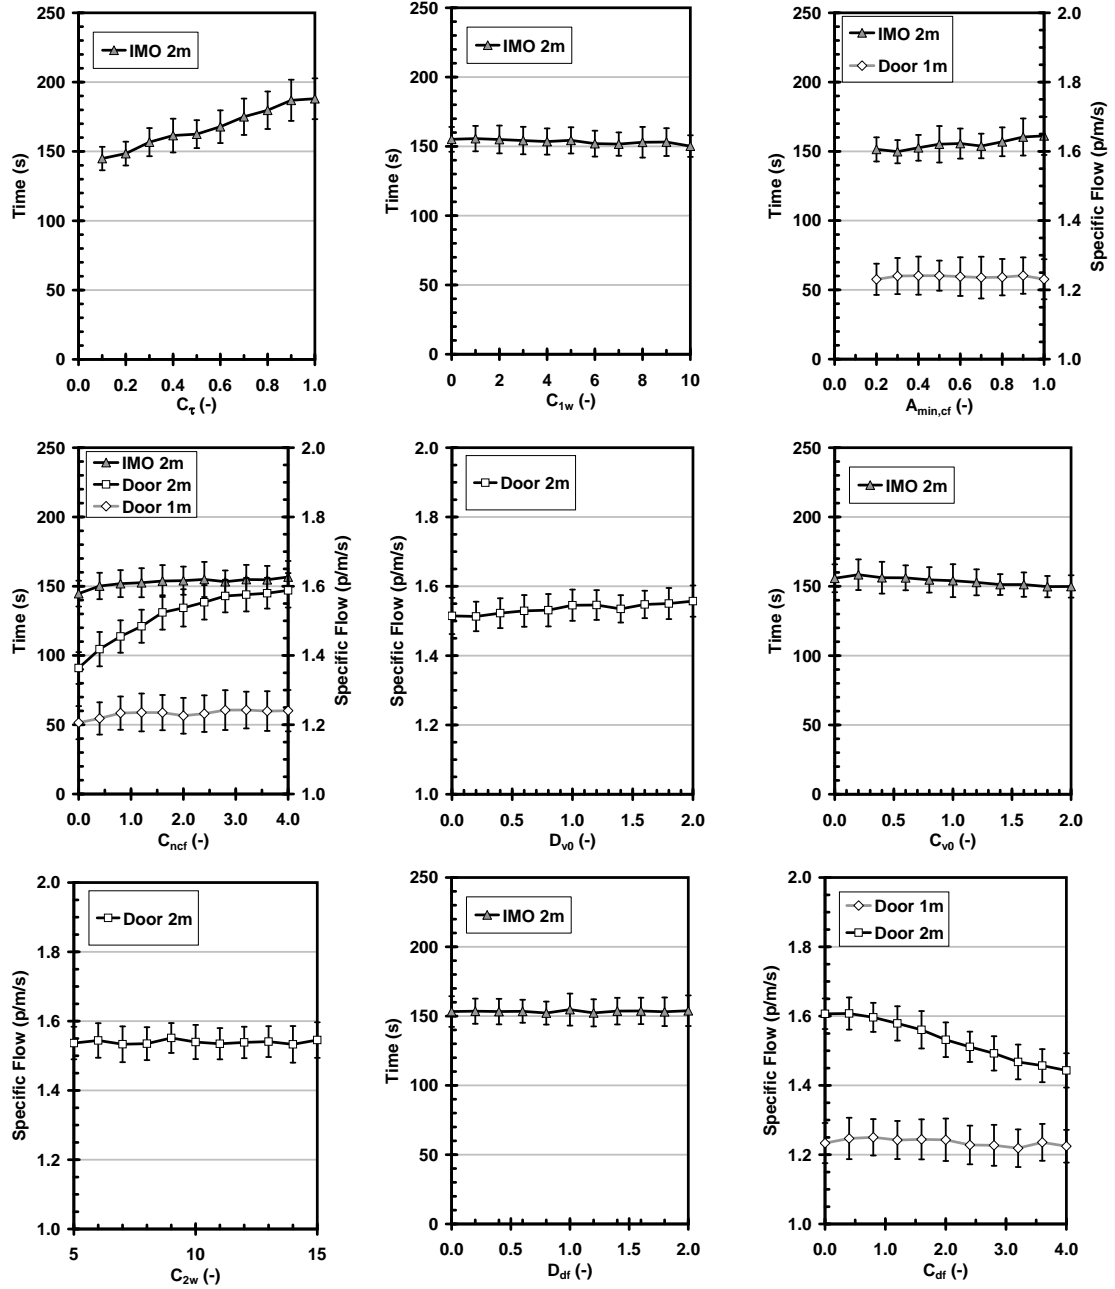 250
200
150
100
50
0
Time (s)
IMO 2m
0.0 0.2 0.4 0.6 0.8 1.0
Cτ (-)
250
200
150
100
50
0
Time (s)
IMO 2m
0 2 4 6 8 10
C1w (-)
250
200
150
100
50
0
Time (s)
IMO 2m
Door 1m
2.0
1.8
1.6
1.4
1.2
1.0
Specific Flow (p/m/s)
0.0 0.2 0.4 0.6 0.8 1.0
Amin,cf (-)
250
200
150
100
50
0
Time (s)
IMO 2m
Door 2m
Door 1m
2.0
1.8
1.6
1.4
1.2
1.0
Specific Flow (p/m/s)
0.0 1.0 2.0 3.0 4.0
Cncf (-)
2.0
1.8
1.6
1.4
1.2
1.0
Specific Flow (p/m/s)
Door 2m
0.0 0.5 1.0 1.5 2.0
Dv0 (-)
250
200
150
100
50
0
Time (s)
IMO 2m
0.0 0.5 1.0 1.5 2.0
Cv0 (-)
2.0
1.8
1.6
1.4
1.2
1.0
Specific Flow (p/m/s)
Door 2m
5 10 15
C2w (-)
250
200
150
100
50
0
Time (s)
IMO 2m
0.0 0.5 1.0 1.5 2.0
Ddf (-)
2.0
1.8
1.6
1.4
1.2
1.0
Specific Flow (p/m/s)
Door 1m
Door 2m
0.0 1.0 2.0 3.0 4.0
Cdf (-)